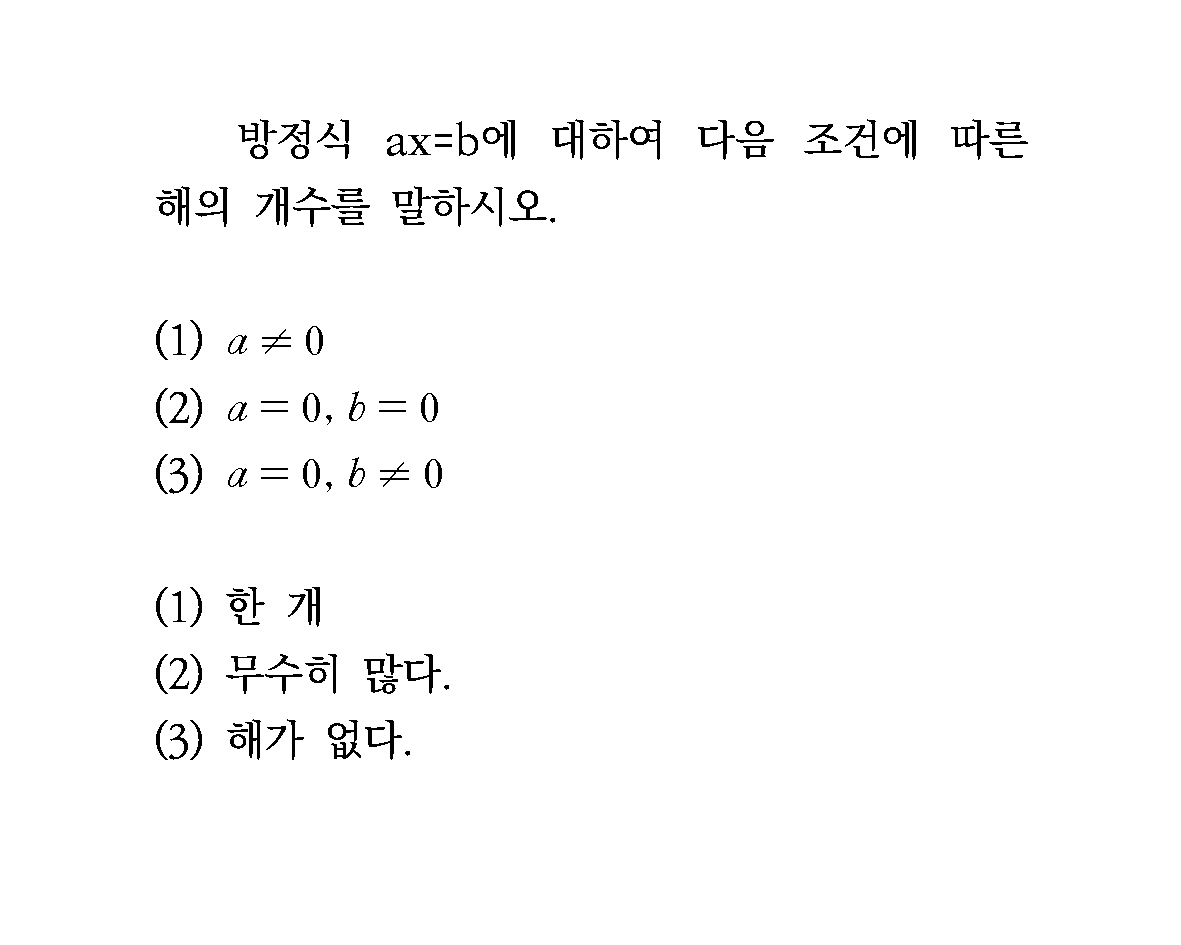 방정식 ax=b에 대하여 다음 조건에 따른
해의 개수를 말하시오.
(1) a ≠ 0
(2) a = 0, b = 0
(3) a = 0, b ≠ 0
(1) 한 개
(2) 무수히 많다.
(3) 해가 없다.